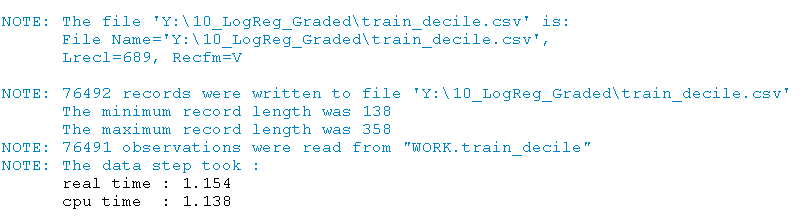 NOTE: The file 'Y:\10_LogReg_Graded\train_decile.csv' is:
File Name='Y:\10_LogReg_Graded\train_decile.csv',
Lrecl=689, Recfm=V
NOTE: 76492 records were written to file 'Y:\10_LogReg_Graded\train_decile.csv'
The minimum record length was 138
The maximum record length was 358
NOTE: 76491 observations were read from "WORK.train_decile"
NOTE: The data step took :
real time : 1.154
cpu time : 1.138